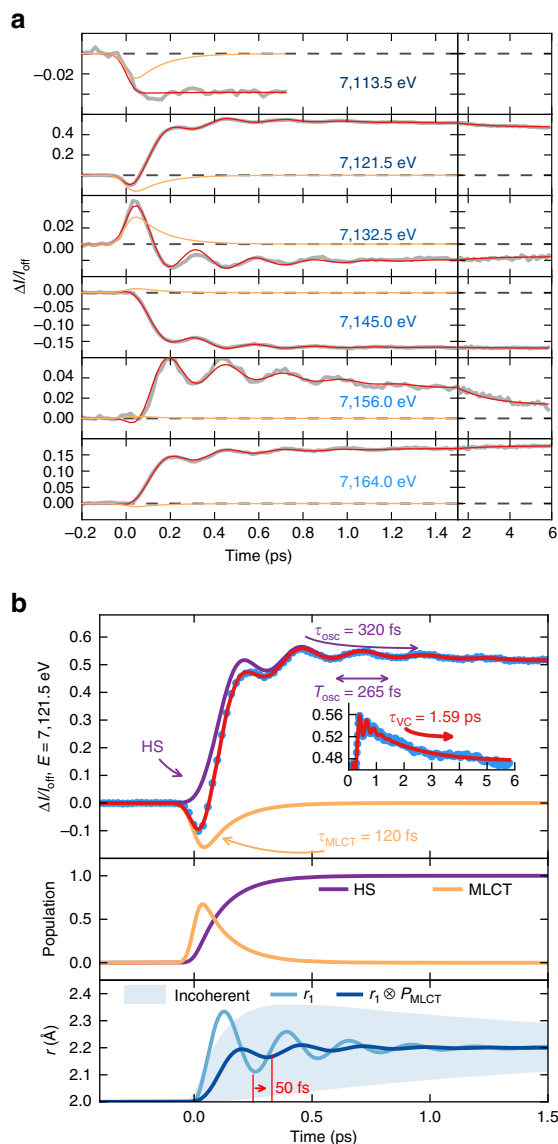 a
−0.02
7,113.5 eV
0.4
0.2
7,121.5 eV
0.02
0.00
7,132.5 eV
ΔI/I_off
0.00
−0.05
−0.10
−0.15
7,145.0 eV
0.04
0.02
0.00
7,156.0 eV
0.15
0.10
0.05
0.00
7,164.0 eV
−0.2 0.0 0.2 0.4 0.6 0.8 1.0 1.2 1.4 2 4 6
Time (ps)
b
0.6
0.5
0.4
0.3
0.2
0.1
0.0
−0.1
ΔI/I_off, E = 7,121.5 eV
τ_osc = 320 fs
T_osc = 265 fs
HS
τ_VC = 1.59 ps
0.56
0.52
0.48
0 1 2 3 4 5 6
τ_MLCT = 120 fs
1.0
0.5
0.0
Population
HS MLCT
2.4
2.3
2.2
2.1
2.0
r (Å)
Incoherent r₁ r₁ ⊗ P_MLCT
50 fs
0.0 0.5 1.0 1.5
Time (ps)